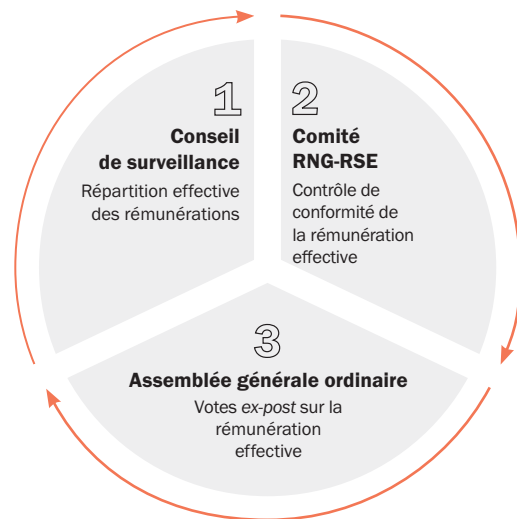 1
Conseil
de surveillance
Répartition effective
des rémunérations
2
Comité
RNG-RSE
Contrôle de
conformité de
la rémunération
effective
3
Assemblée générale ordinaire
Votes ex-post sur la
rémunération
effective